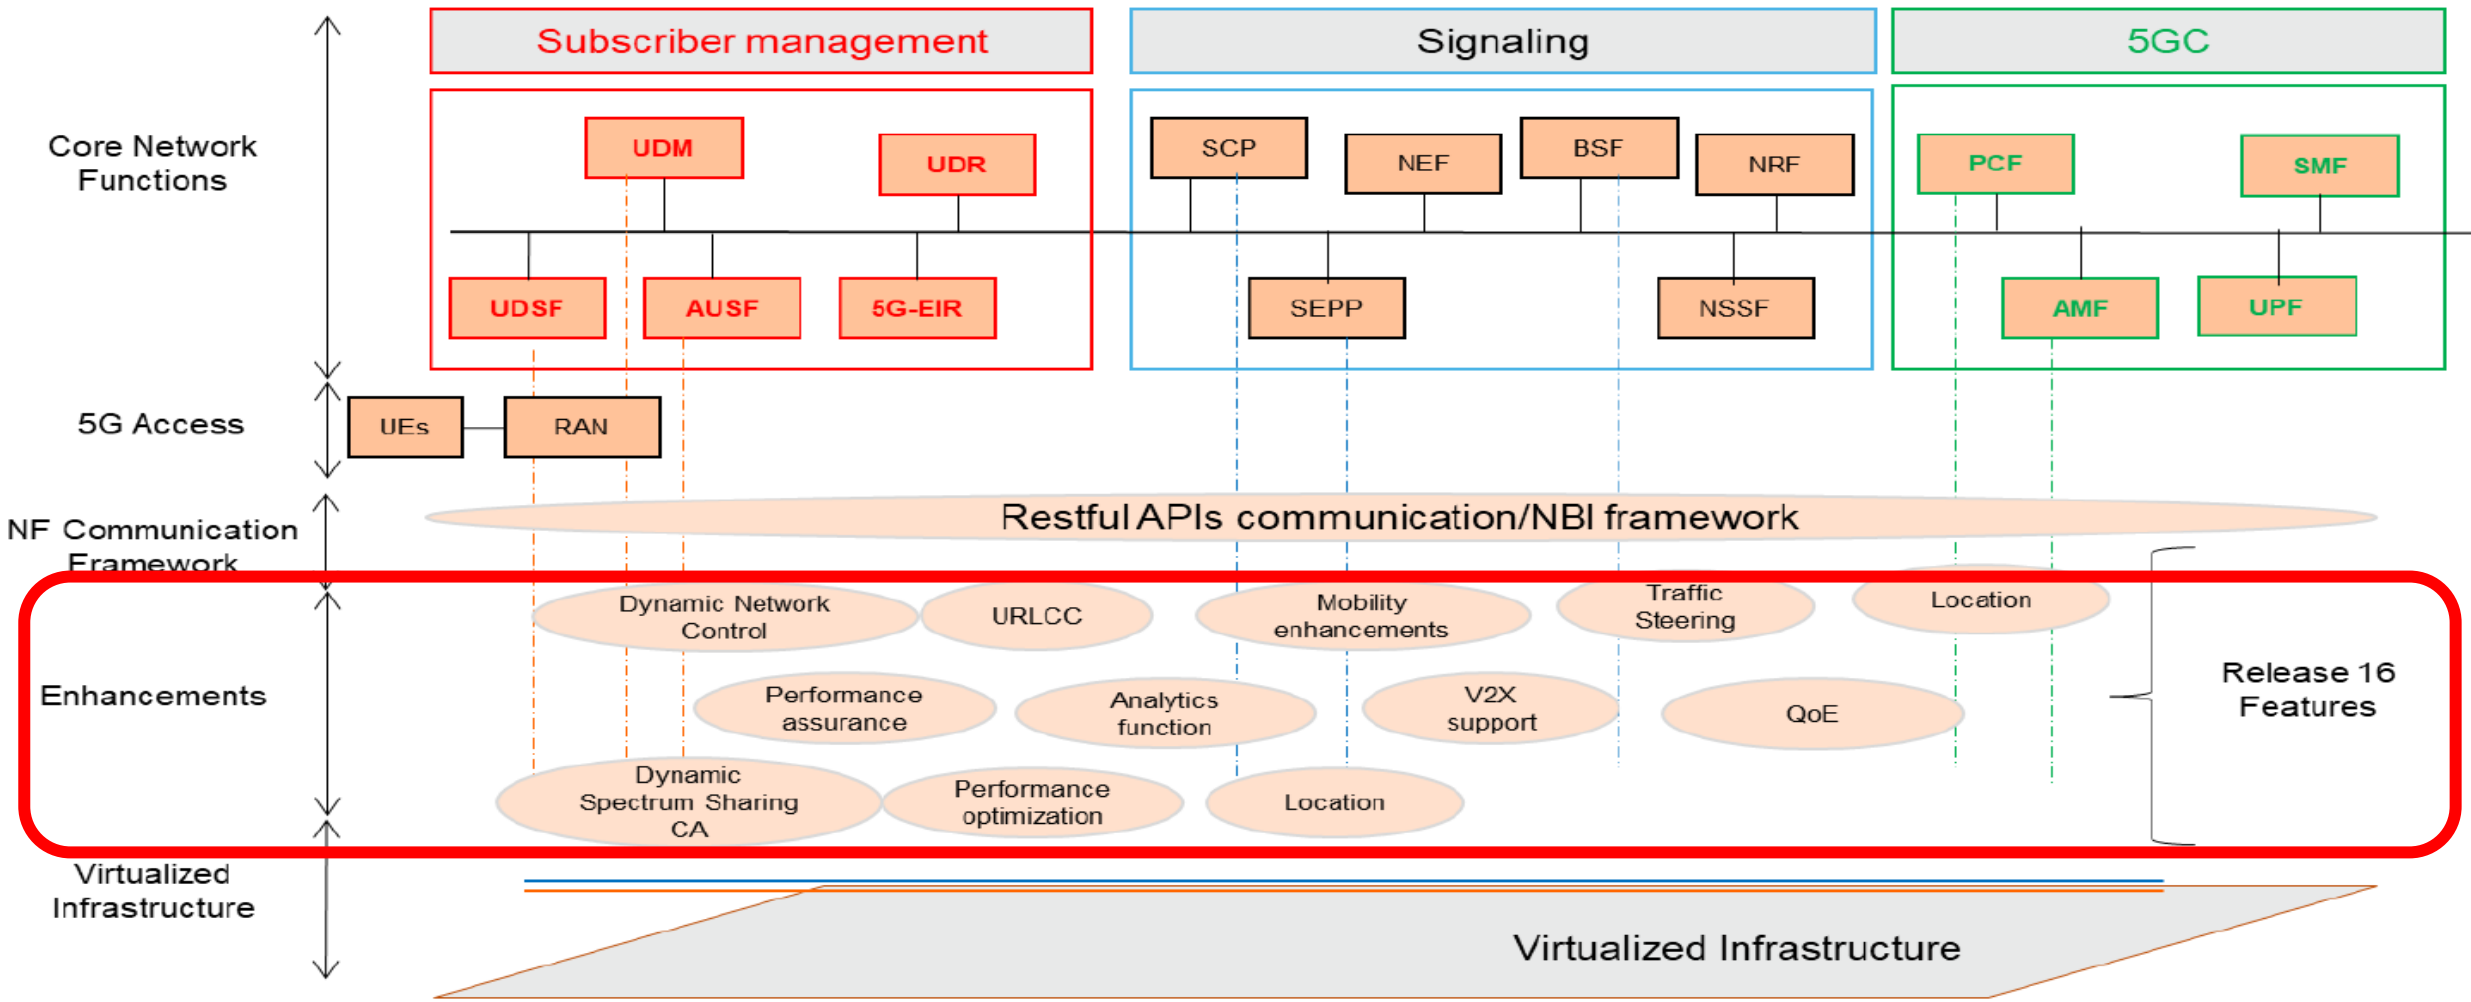 Subscriber management
Signaling
5GC
Core Network
Functions
UDM
UDR
SCP
NEF
BSF
NRF
PCF
SMF
UDSF
AUSF
5G-EIR
SEPP
NSSF
AMF
UPF
5G Access
UEs
RAN
NF Communication
Framework
Restful APIs communication/NBI framework
Enhancements
Dynamic Network
Control
URLCC
Mobility
enhancements
Traffic
Steering
Location
Performance
assurance
Analytics
function
V2X
support
QoE
Release 16
Features
Dynamic
Spectrum Sharing
CA
Performance
optimization
Location
Virtualized
Infrastructure
Virtualized Infrastructure